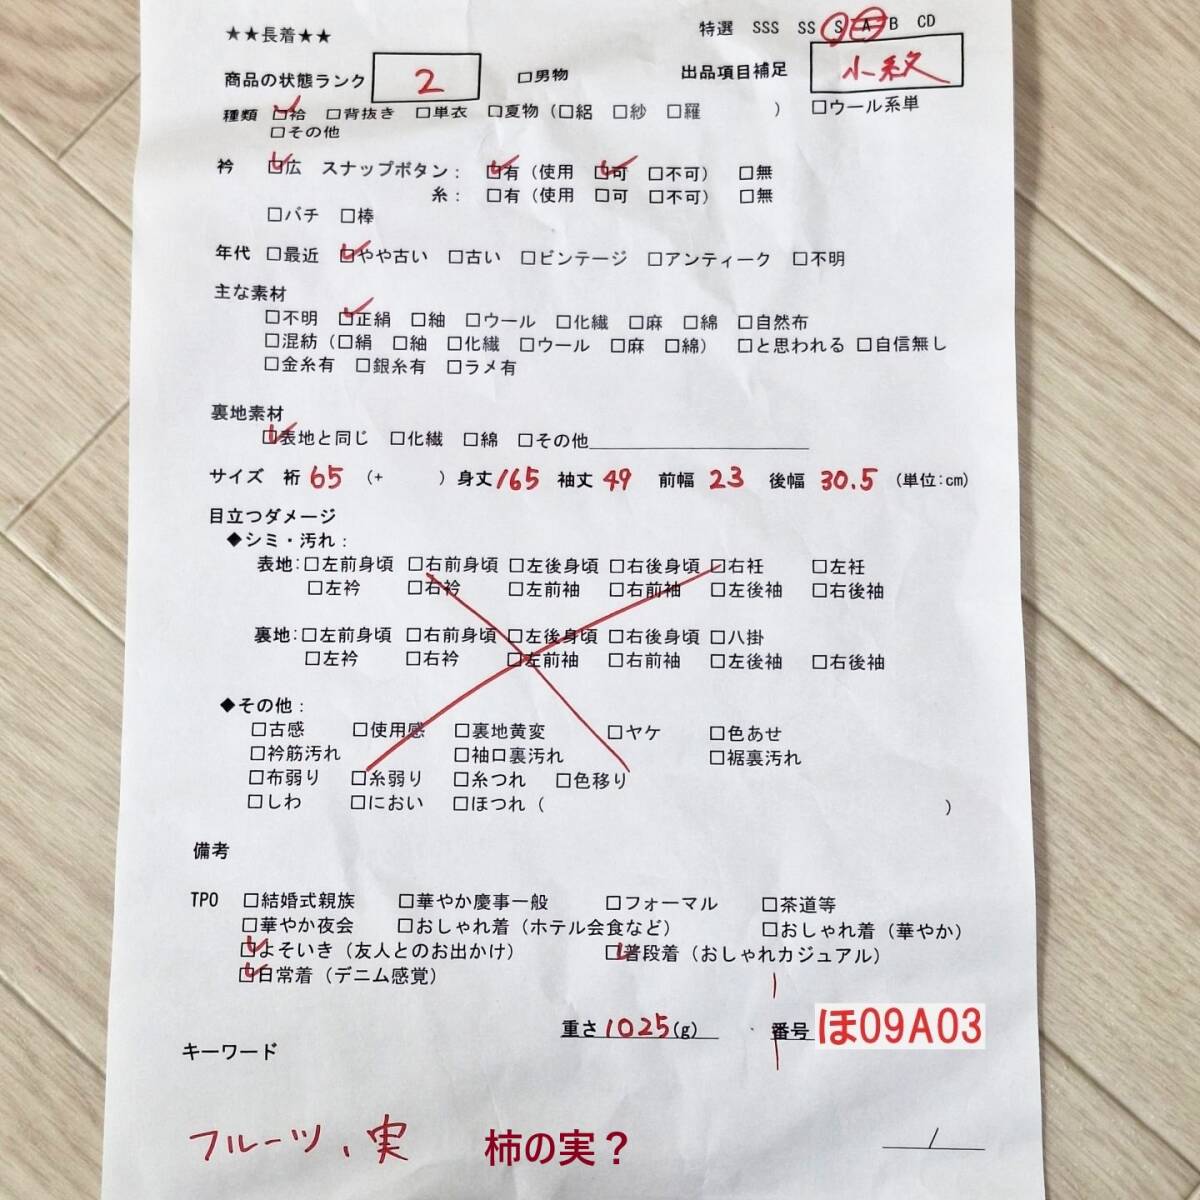 ★★長着★★
特選 SSS SS S A B CD
商品の状態ランク 2 □男物 出品項目補足 小紋
種類 □袷 □背抜き □単衣 □夏物(□絽 □紗 □羅 ) □ウール系単
□その他
衿 □広 スナップボタン: □有(使用 □可 □不可) □無
糸: □有(使用 □可 □不可) □無
□バチ □棒
年代 □最近 □やや古い □古い □ビンテージ □アンティーク □不明
主な素材
□不明 □正絹 □紬 □ウール □化繊 □麻 □綿 □自然布
□混紡(□絹 □紬 □化繊 □ウール □麻 □綿) □と思われる □自信無し
□金糸有 □銀糸有 □ラメ有
裏地素材
□表地と同じ □化繊 □綿 □その他
サイズ 裄 65 (+ )身丈 165 袖丈 49 前幅 23 後幅 30.5 (単位:cm)
目立つダメージ
◆シミ・汚れ:
表地:□左前身頃 □右前身頃 □左後身頃 □右後身頃 □右衽 □左衽
□左衿 □右衿 □左前袖 □右前袖 □左後袖 □右後袖
裏地:□左前身頃 □右前身頃 □左後身頃 □右後身頃 □八掛
□左衿 □右衿 □左前袖 □右前袖 □左後袖 □右後袖
◆その他:
□古感 □使用感 □裏地黄変 □ヤケ □色あせ
□衿筋汚れ □袖口裏汚れ □裾裏汚れ
□布弱り □糸弱り □糸つれ □色移り
□しわ □におい □ほつれ( )
備考
TPO □結婚式親族 □華やか慶事一般 □フォーマル □茶道等
□華やか夜会 □おしゃれ着(ホテル会食など) □おしゃれ着(華やか)
□よそいき(友人とのお出かけ) □普段着(おしゃれカジュアル)
□日常着(デニム感覚)
重さ 1025(g) 番号 ほ09A03
キーワード
フルーツ、実 柿の実？
/